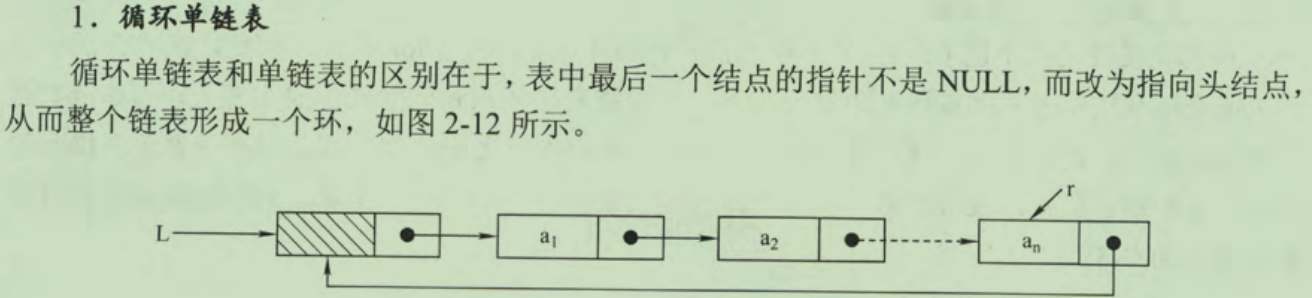 1．循环单链表
循环单链表和单链表的区别在于，表中最后一个结点的指针不是 NULL，而改为指向头结点，
从而整个链表形成一个环，如图 2-12 所示。
r
L a₁ a₂ aₙ